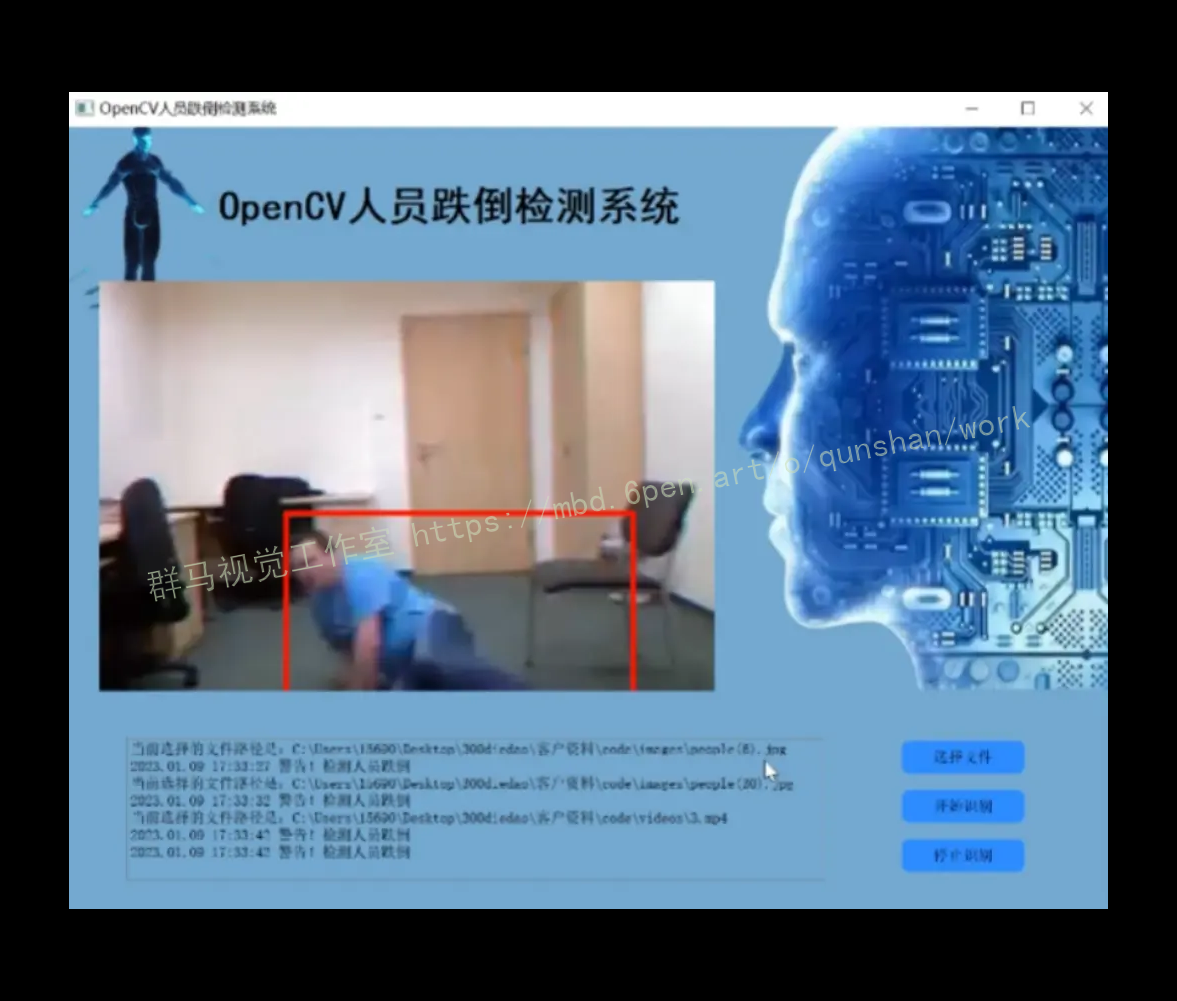 OpenCV人员跌倒检测系统
OpenCV人员跌倒检测系统
群马视觉工作室 https://mbd.6pen.art/o/qunshan/work
当前选择的文件路径是：C:\Users\15690\Desktop\300diedao\客户资料\code\images\people(8).jpg
2023.01.09 17:33:27 警告！检测人员跌倒
当前选择的文件路径是：C:\Users\15690\Desktop\300diedao\客户资料\code\images\people(30).jpg
2023.01.09 17:33:32 警告！检测人员跌倒
当前选择的文件路径是：C:\Users\15690\Desktop\300diedao\客户资料\code\videos\3.mp4
2023.01.09 17:33:42 警告！检测人员跌倒
2023.01.09 17:33:42 警告！检测人员跌倒
选择文件
开始识别
停止识别